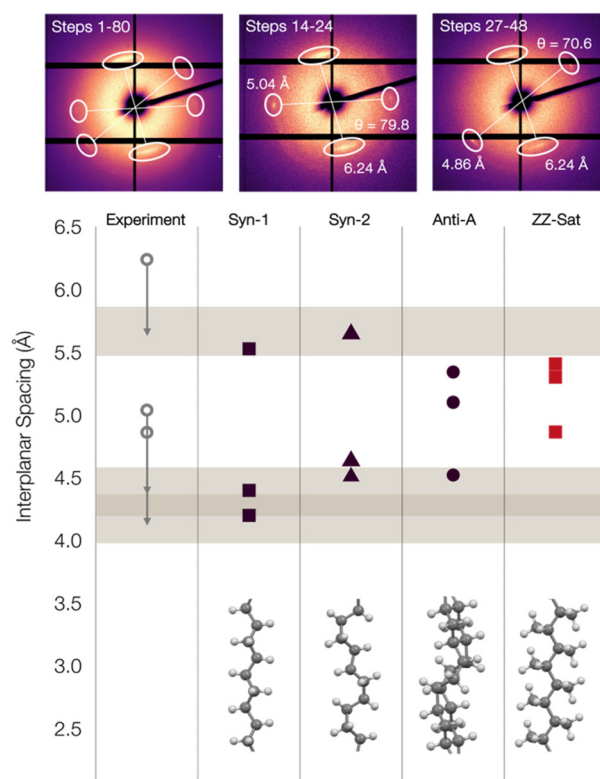 Steps 1-80
Steps 14-24
Steps 27-48
θ = 70.6
5.04 Å
θ = 79.8
6.24 Å
4.86 Å
6.24 Å
Experiment
Syn-1
Syn-2
Anti-A
ZZ-Sat
Interplanar Spacing (Å)
6.5
6.0
5.5
5.0
4.5
4.0
3.5
3.0
2.5